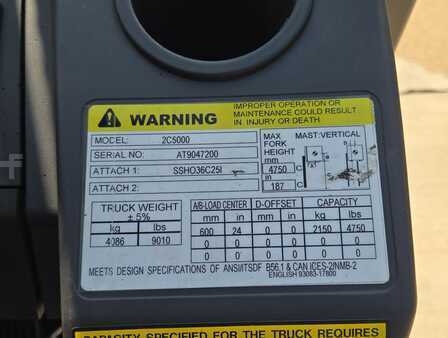 WARNING
IMPROPER OPERATION OR
MAINTENANCE COULD RESULT
IN INJURY OR DEATH
MODEL: 2C5000
SERIAL NO: AT9047200
ATTACH 1: SSHO36C25I
ATTACH 2:
MAX FORK HEIGHT
MAST:VERTICAL
mm
4750 C
in
187 C
TRUCK WEIGHT
± 5%
kg lbs
4086 9010
A/B-LOAD CENTER D-OFFSET CAPACITY
mm in mm in kg lbs
600 24 0 0 2150 4750
0 0 0 0 0 0
0 0 0 0 0 0
MEETS DESIGN SPECIFICATIONS OF B56.1 & CAN ICES-2/NMB-2
ENGLISH 93083-17800
CAPACITY SPECIFIED FOR THE TRUCK REQUIRES